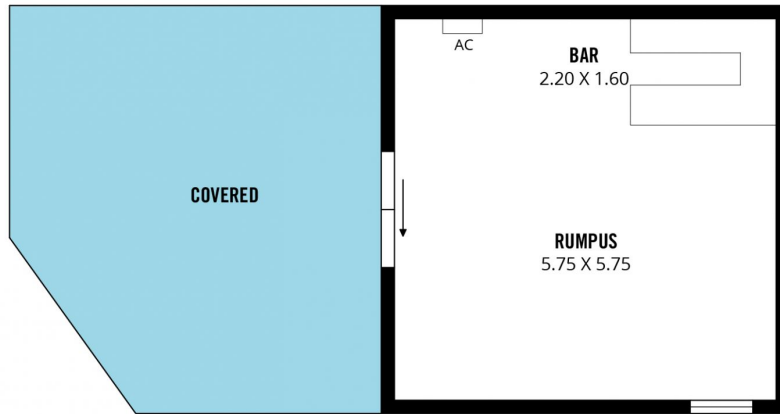 AC
BAR
2.20 X 1.60
COVERED
RUMPUS
5.75 X 5.75